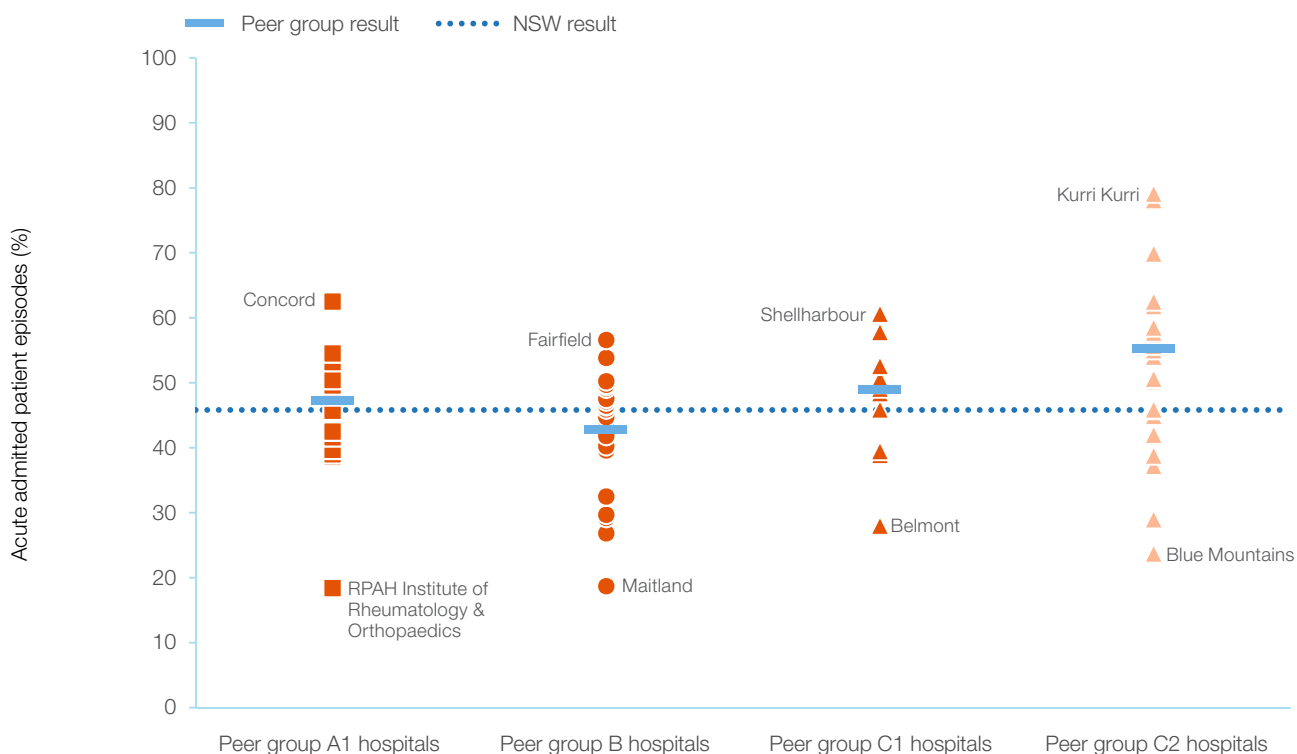 Peer group result NSW result
Acute admitted patient episodes (%)
100
90
80
70
60
50
40
30
20
10
0
Concord
RPAH Institute of
Rheumatology &
Orthopaedics
Fairfield
Maitland
Shellharbour
Belmont
Kurri Kurri
Blue Mountains
Peer group A1 hospitals Peer group B hospitals Peer group C1 hospitals Peer group C2 hospitals